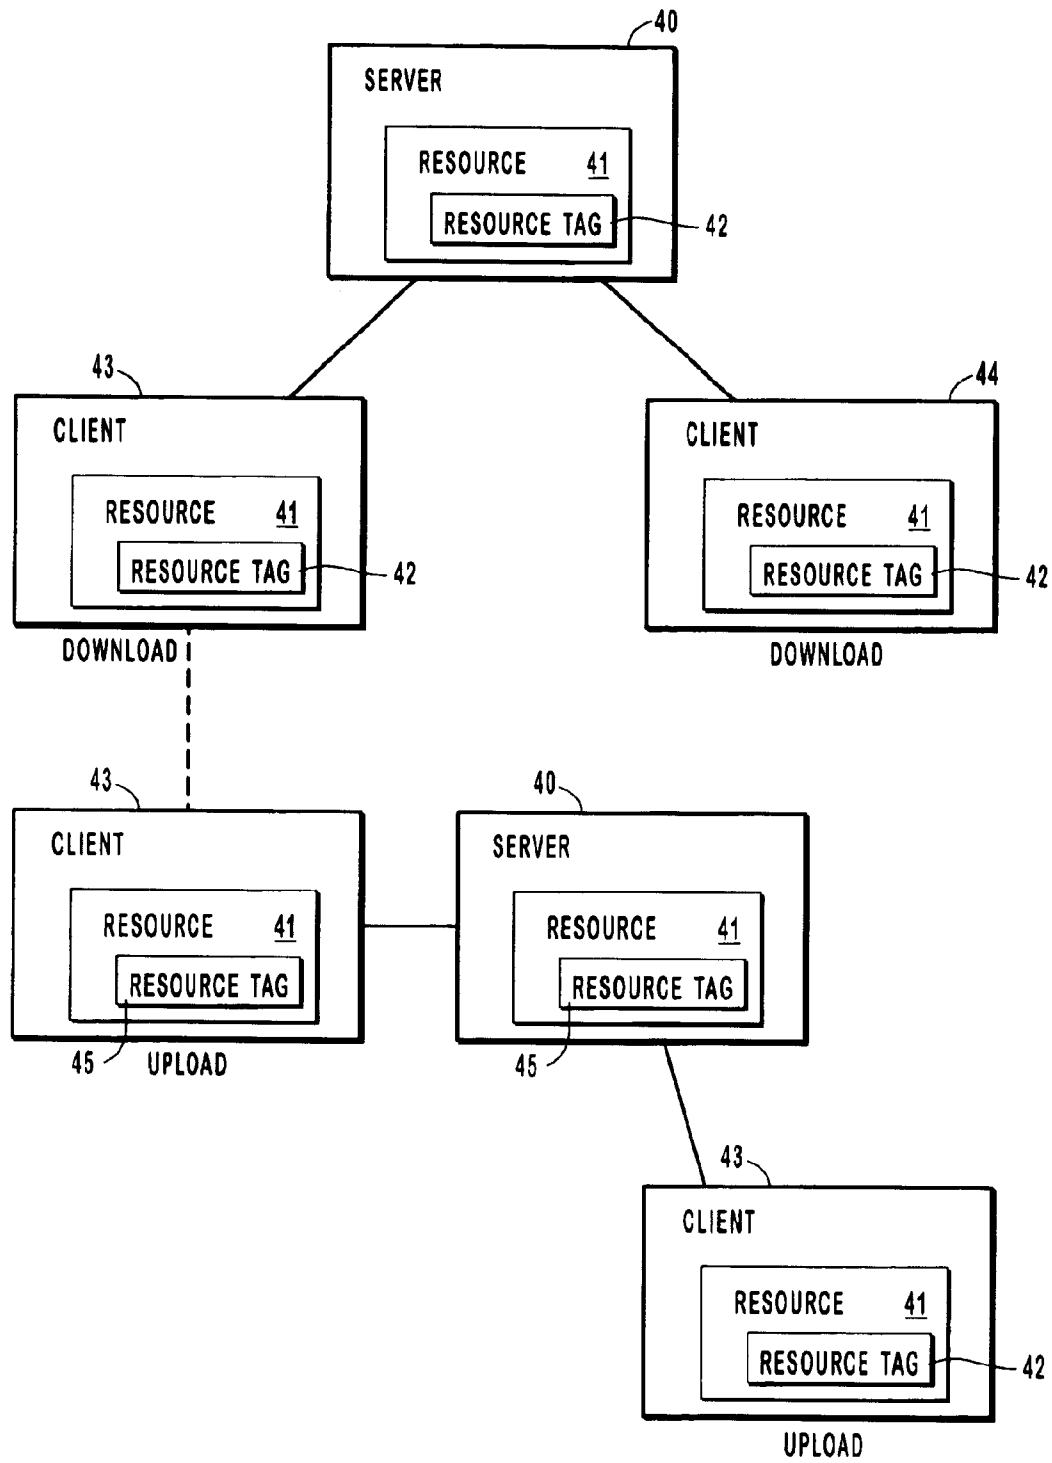 40
SERVER
RESOURCE 41
RESOURCE TAG 42
43
CLIENT
RESOURCE 41
RESOURCE TAG 42
DOWNLOAD
44
CLIENT
RESOURCE 41
RESOURCE TAG 42
DOWNLOAD
43
CLIENT
RESOURCE 41
RESOURCE TAG
45
UPLOAD
40
SERVER
RESOURCE 41
RESOURCE TAG
45
43
CLIENT
RESOURCE 41
RESOURCE TAG 42
UPLOAD